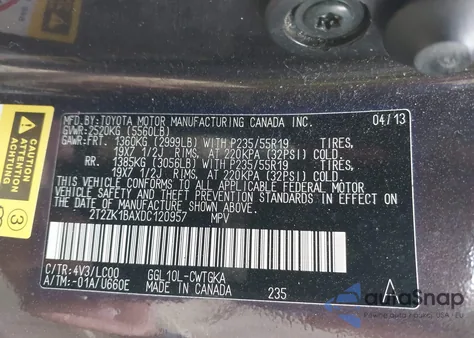 MFD.BY:TOYOTA MOTOR MANUFACTURING CANADA INC. 04/13
GVWR:2520KG (5560LB)
GAWR:FRT. 1360KG (2999LB) WITH P235/55R19 TIRES,
19X7 1/2J RIMS, AT 220KPA (32PSI) COLD.
RR. 1385KG (3056LB) WITH P235/55R19 TIRES,
19X7 1/2J RIMS, AT 220KPA (32PSI) COLD.
THIS VEHICLE CONFORMS TO ALL APPLICABLE FEDERAL MOTOR
VEHICLE SAFETY AND BUMPER STANDARDS IN EFFECT ON
THE DATE OF MANUFACTURE SHOWN ABOVE.
2T2ZK1BAXDC120957 MPV
C/TR:4V3/LC00 GGL10L-CWTGKA
A/TM:-01A/U660E MADE IN CANADA 235
ATTENTION
ACHTUNG
autoSnap